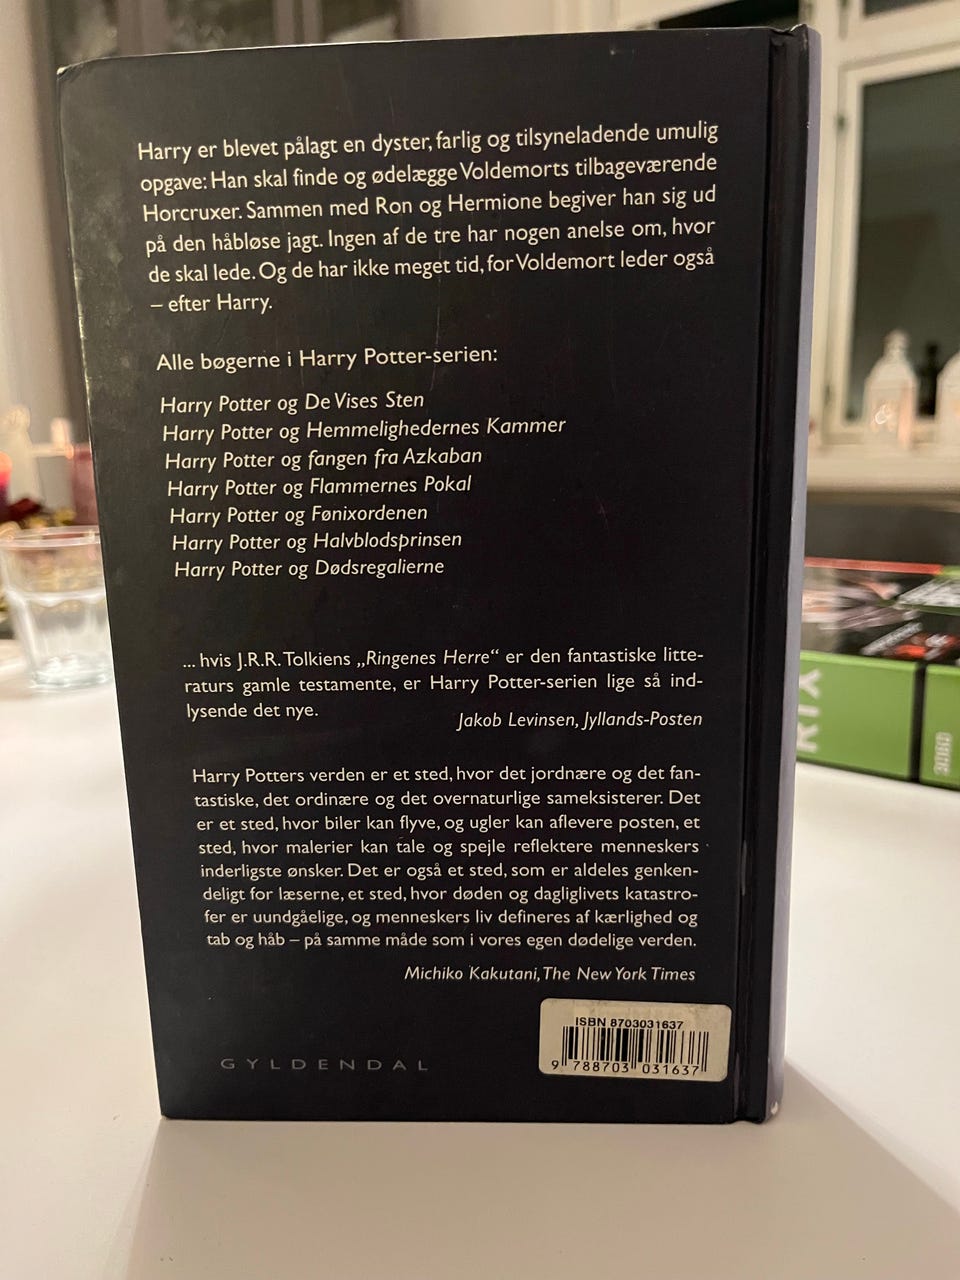 Harry er blevet pålagt en dyster, farlig og tilsyneladende umulig
opgave: Han skal finde og ødelægge Voldemorts tilbageværende
Horcruxer. Sammen med Ron og Hermione begiver han sig ud
på den håbløse jagt. Ingen af de tre har nogen anelse om, hvor
de skal lede. Og de har ikke meget tid, for Voldemort leder også
– efter Harry.
Alle bøgerne i Harry Potter-serien:
Harry Potter og De Vises Sten
Harry Potter og Hemmelighedernes Kammer
Harry Potter og fangen fra Azkaban
Harry Potter og Flammernes Pokal
Harry Potter og Fønixordenen
Harry Potter og Halvblodsprinsen
Harry Potter og Dødsregalierne
... hvis J.R.R. Tolkiens „Ringenes Herre“ er den fantastiske litte-
raturs gamle testamente, er Harry Potter-serien lige så ind-
lysende det nye.
Jakob Levinsen, Jyllands-Posten
Harry Potters verden er et sted, hvor det jordnære og det fan-
tastiske, det ordinære og det overnaturlige sameksisterer. Det
er et sted, hvor biler kan flyve, og ugler kan aflevere posten, et
sted, hvor malerier kan tale og spejle reflektere menneskers
inderligste ønsker. Det er også et sted, som er aldeles genken-
deligt for læserne, et sted, hvor døden og dagliglivets katastro-
fer er uundgåelige, og menneskers liv defineres af kærlighed og
tab og håb – på samme måde som i vores egen dødelige verden.
Michiko Kakutani, The New York Times
ISBN 8703031637
9 788703 031637
GYLDENDAL